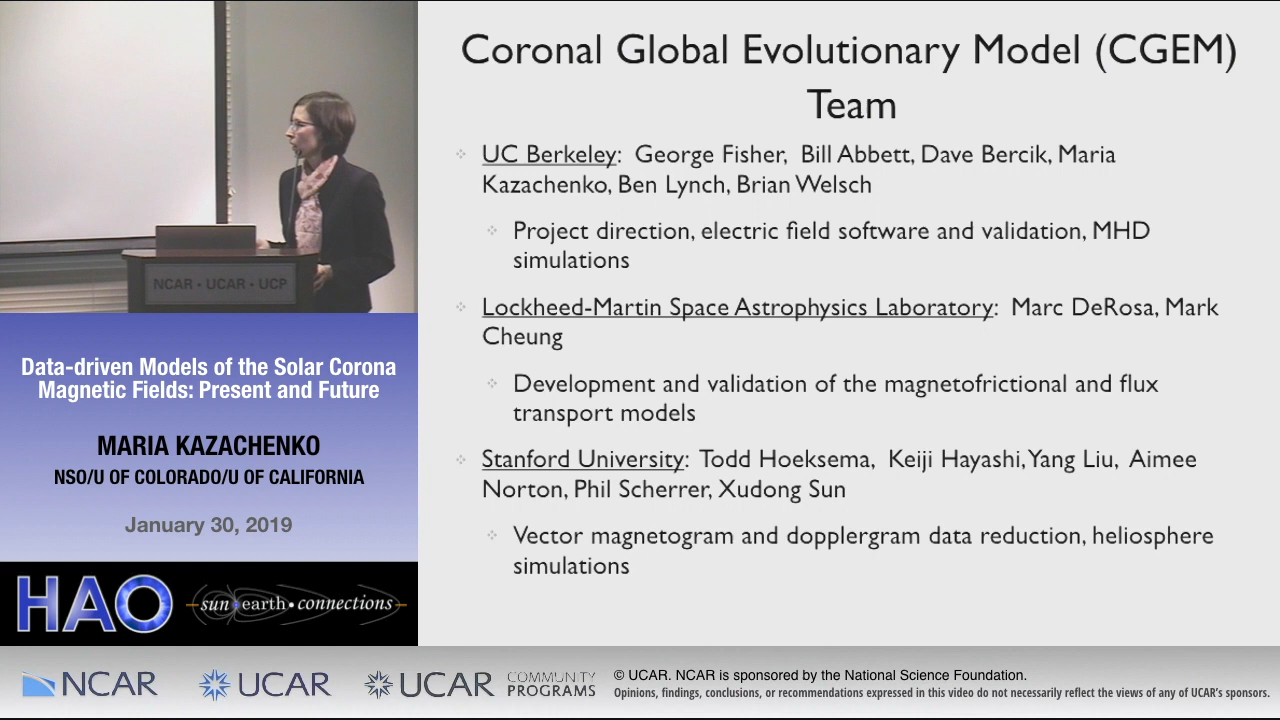 Coronal Global Evolutionary Model (CGEM)
Team
UC Berkeley: George Fisher, Bill Abbett, Dave Bercik, Maria
Kazachenko, Ben Lynch, Brian Welsch
Project direction, electric field software and validation, MHD
simulations
Lockheed-Martin Space Astrophysics Laboratory: Marc DeRosa, Mark
Cheung
Development and validation of the magnetofrictional and flux
transport models
Stanford University: Todd Hoeksema, Keiji Hayashi, Yang Liu, Aimee
Norton, Phil Scherrer, Xudong Sun
Vector magnetogram and dopplergram data reduction, heliosphere
simulations
NCAR • UCAR • UCP
Data-driven Models of the Solar Corona
Magnetic Fields: Present and Future
MARIA KAZACHENKO
NSO/U OF COLORADO/U OF CALIFORNIA
January 30, 2019
HAO
sun•earth•connections
NCAR
UCAR
UCAR
COMMUNITY
PROGRAMS
© UCAR. NCAR is sponsored by the National Science Foundation.
Opinions, findings, conclusions, or recommendations expressed in this video do not necessarily reflect the views of any of UCAR's sponsors.